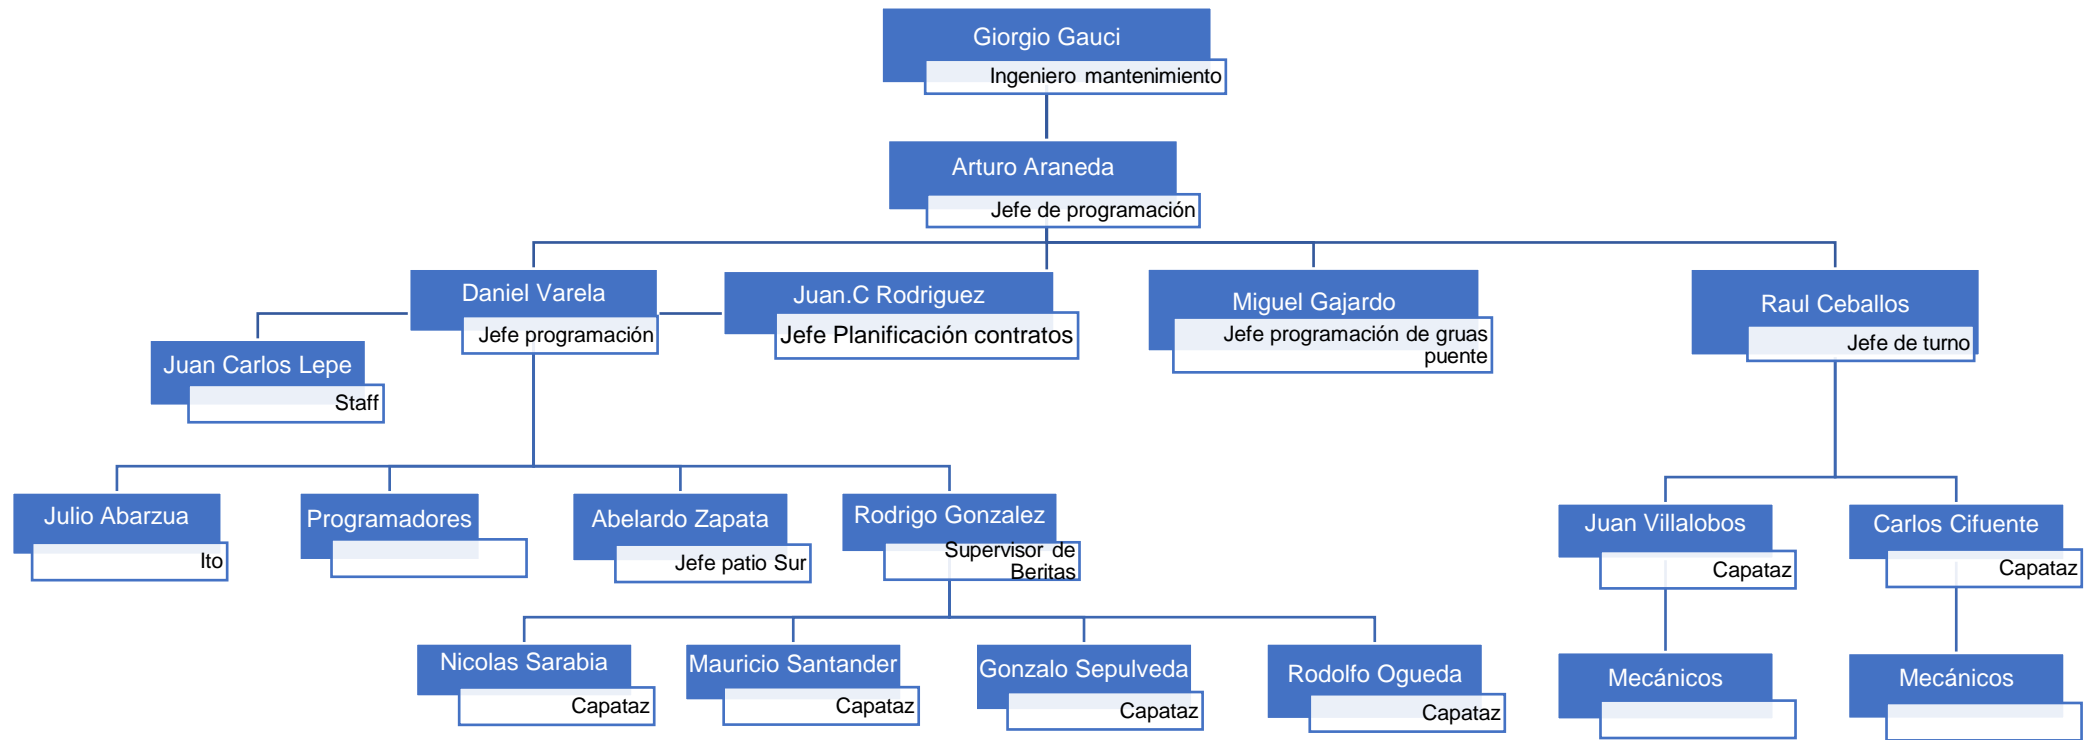 Giorgio Gauci
Ingeniero mantenimiento
Arturo Araneda
Jefe de programación
Daniel Varela
Jefe programación
Juan.C Rodriguez
Jefe Planificación contratos
Miguel Gajardo
Jefe programación de gruas
puente
Raul Ceballos
Jefe de turno
Juan Carlos Lepe
Staff
Julio Abarzua
Ito
Programadores
Abelardo Zapata
Jefe patio Sur
Rodrigo Gonzalez
Supervisor de
Beritas
Juan Villalobos
Capataz
Carlos Cifuente
Capataz
Nicolas Sarabia
Capataz
Mauricio Santander
Capataz
Gonzalo Sepulveda
Capataz
Rodolfo Ogueda
Capataz
Mecánicos
Mecánicos